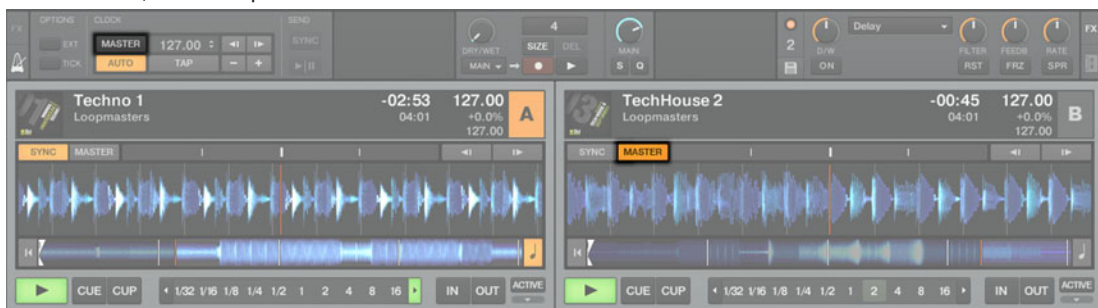 OPTIONS CLOCK SEND
FX EXT MASTER 127.00 SYNC
TICK AUTO TAP - +
DRY/WET 4 SIZE DEL
MAIN
MAIN S Q
2 D/W ON
Delay
FILTER FEEDB RATE FX
RST FRZ SPR
Techno 1 -02:53 127.00 A
Loopmasters 04:01 +0.0%
127.00
SYNC MASTER
CUE CUP 1/32 1/16 1/8 1/4 1/2 1 2 4 8 16 IN OUT ACTIVE
TechHouse 2 -00:45 127.00 B
Loopmasters 04:01 +0.0%
127.00
SYNC MASTER
CUE CUP 1/32 1/16 1/8 1/4 1/2 1 2 4 8 16 IN OUT ACTIVE